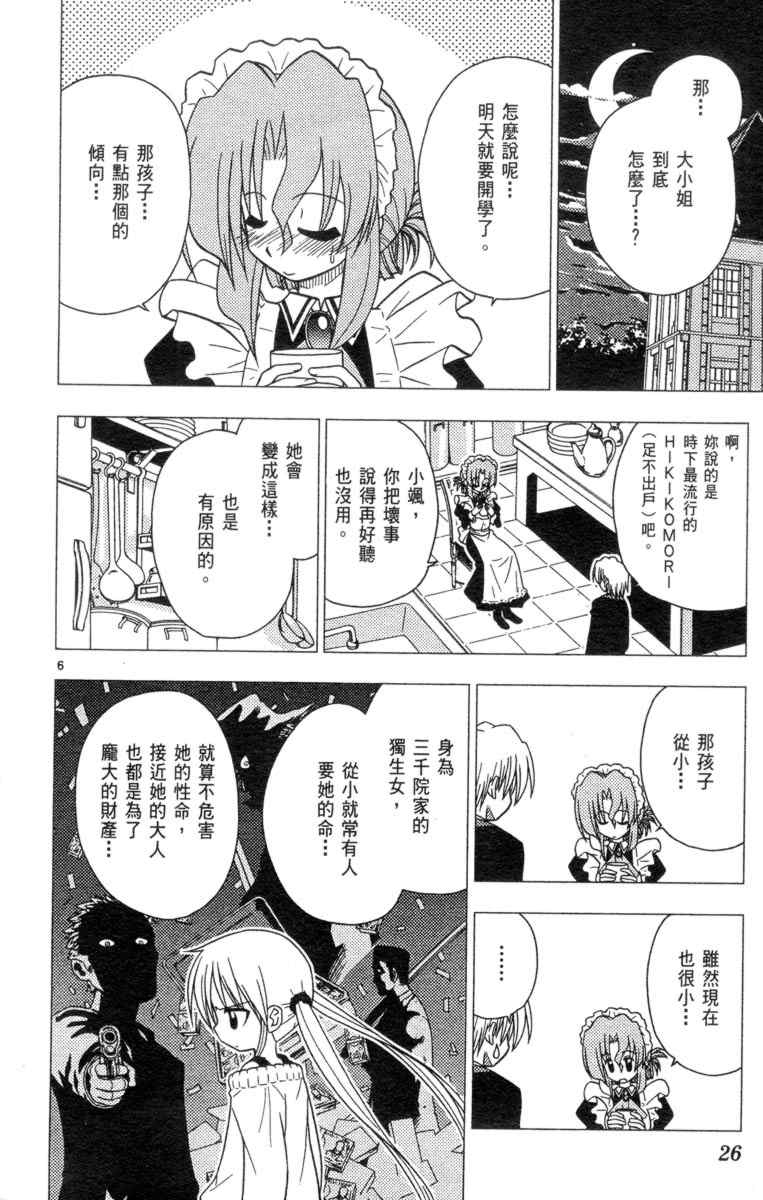 那…
大小姐
到底
怎麼了…?
怎麼說呢…
明天就要開學了。
那孩子…
有點那個的
傾向…
啊，
妳說的是
時下最流行的
HIKIKOMORI
（足不出戶）吧。
小颯，
你把壞事
說得再好聽
也沒用。
她會
變成這樣…
也是
有原因的。
6
那孩子
從小…
雖然現在
也很小…
…
身為
三千院家的
獨生女，
從小就常有人
要她的命…
就算不危害
她的性命，
接近她的大人
也都是為了
龐大的財產…
26